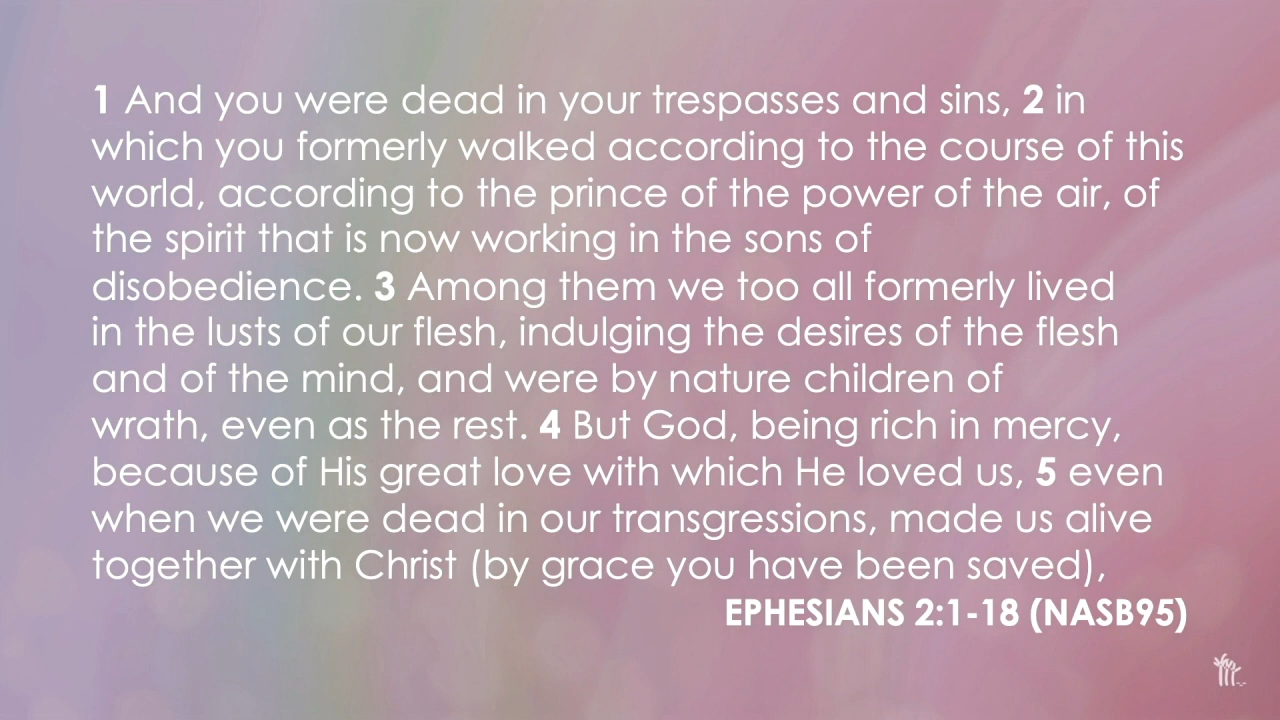 1 And you were dead in your trespasses and sins, 2 in
which you formerly walked according to the course of this
world, according to the prince of the power of the air, of
the spirit that is now working in the sons of
disobedience. 3 Among them we too all formerly lived
in the lusts of our flesh, indulging the desires of the flesh
and of the mind, and were by nature children of
wrath, even as the rest. 4 But God, being rich in mercy,
because of His great love with which He loved us, 5 even
when we were dead in our transgressions, made us alive
together with Christ (by grace you have been saved),
EPHESIANS 2:1-18 (NASB95)